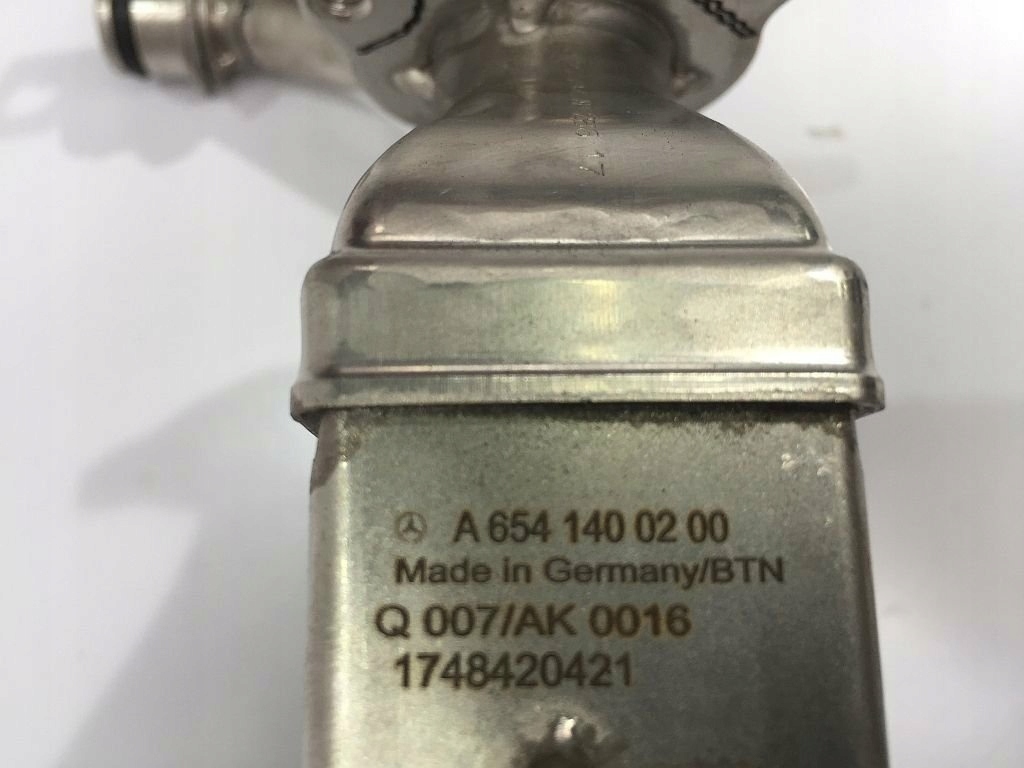 A 654 140 02 00
Made in Germany/BTN
Q 007/AK 0016
1748420421